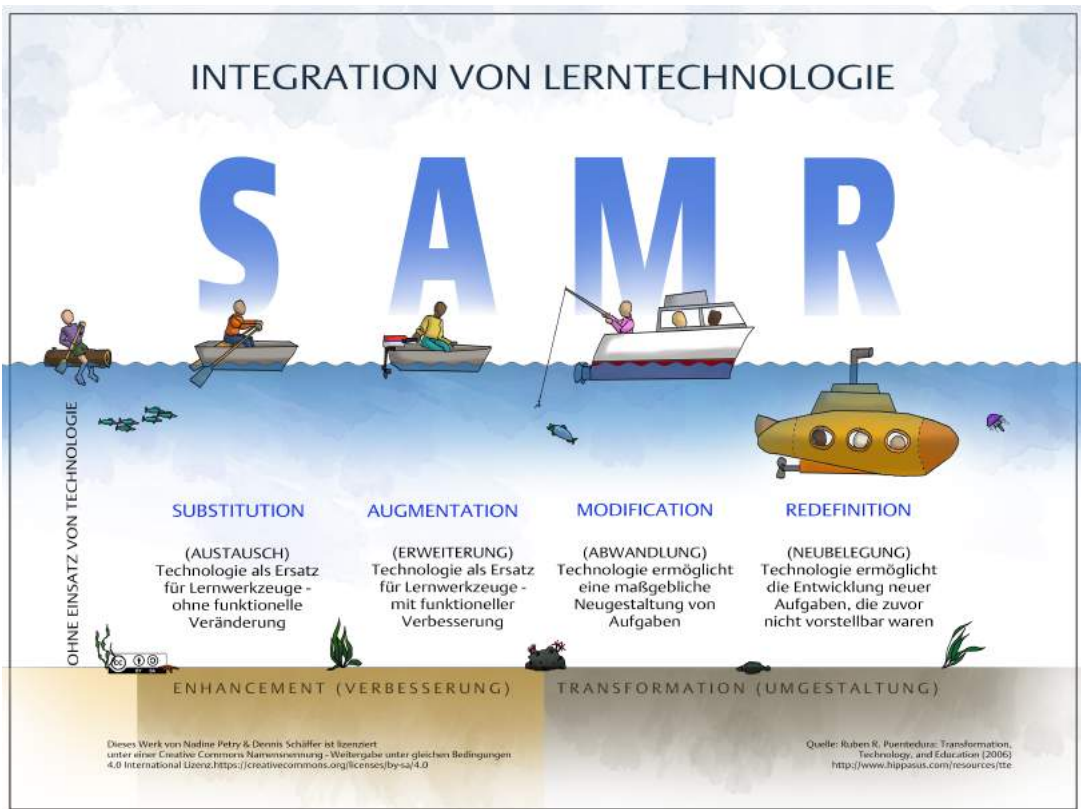 INTEGRATION VON LERNTECHNOLOGIE
S A M R
OHNE EINSATZ VON TECHNOLOGIE
SUBSTITUTION
(AUSTAUSCH)
Technologie als Ersatz
für Lernwerkzeuge -
ohne funktionelle
Veränderung
AUGMENTATION
(ERWEITERUNG)
Technologie als Ersatz
für Lernwerkzeuge -
mit funktioneller
Verbesserung
MODIFICATION
(ABWANDLUNG)
Technologie ermöglicht
eine maßgebliche
Neugestaltung von
Aufgaben
REDEFINITION
(NEUBELEGUNG)
Technologie ermöglicht
die Entwicklung neuer
Aufgaben, die zuvor
nicht vorstellbar waren
cc
BY SA
ENHANCEMENT (VERBESSERUNG)
TRANSFORMATION (UMGESTALTUNG)
Dieses Werk von Nadine Petry & Dennis Schäffer ist lizenziert
unter einer Creative Commons Namensnennung - Weitergabe unter gleichen Bedingungen
4.0 International Lizenz.https://creativecommons.org/licenses/by-sa/4.0
Quelle: Ruben R. Puentedura: Transformation,
Technology, and Education (2006)
http://www.hippasus.com/resources/tte